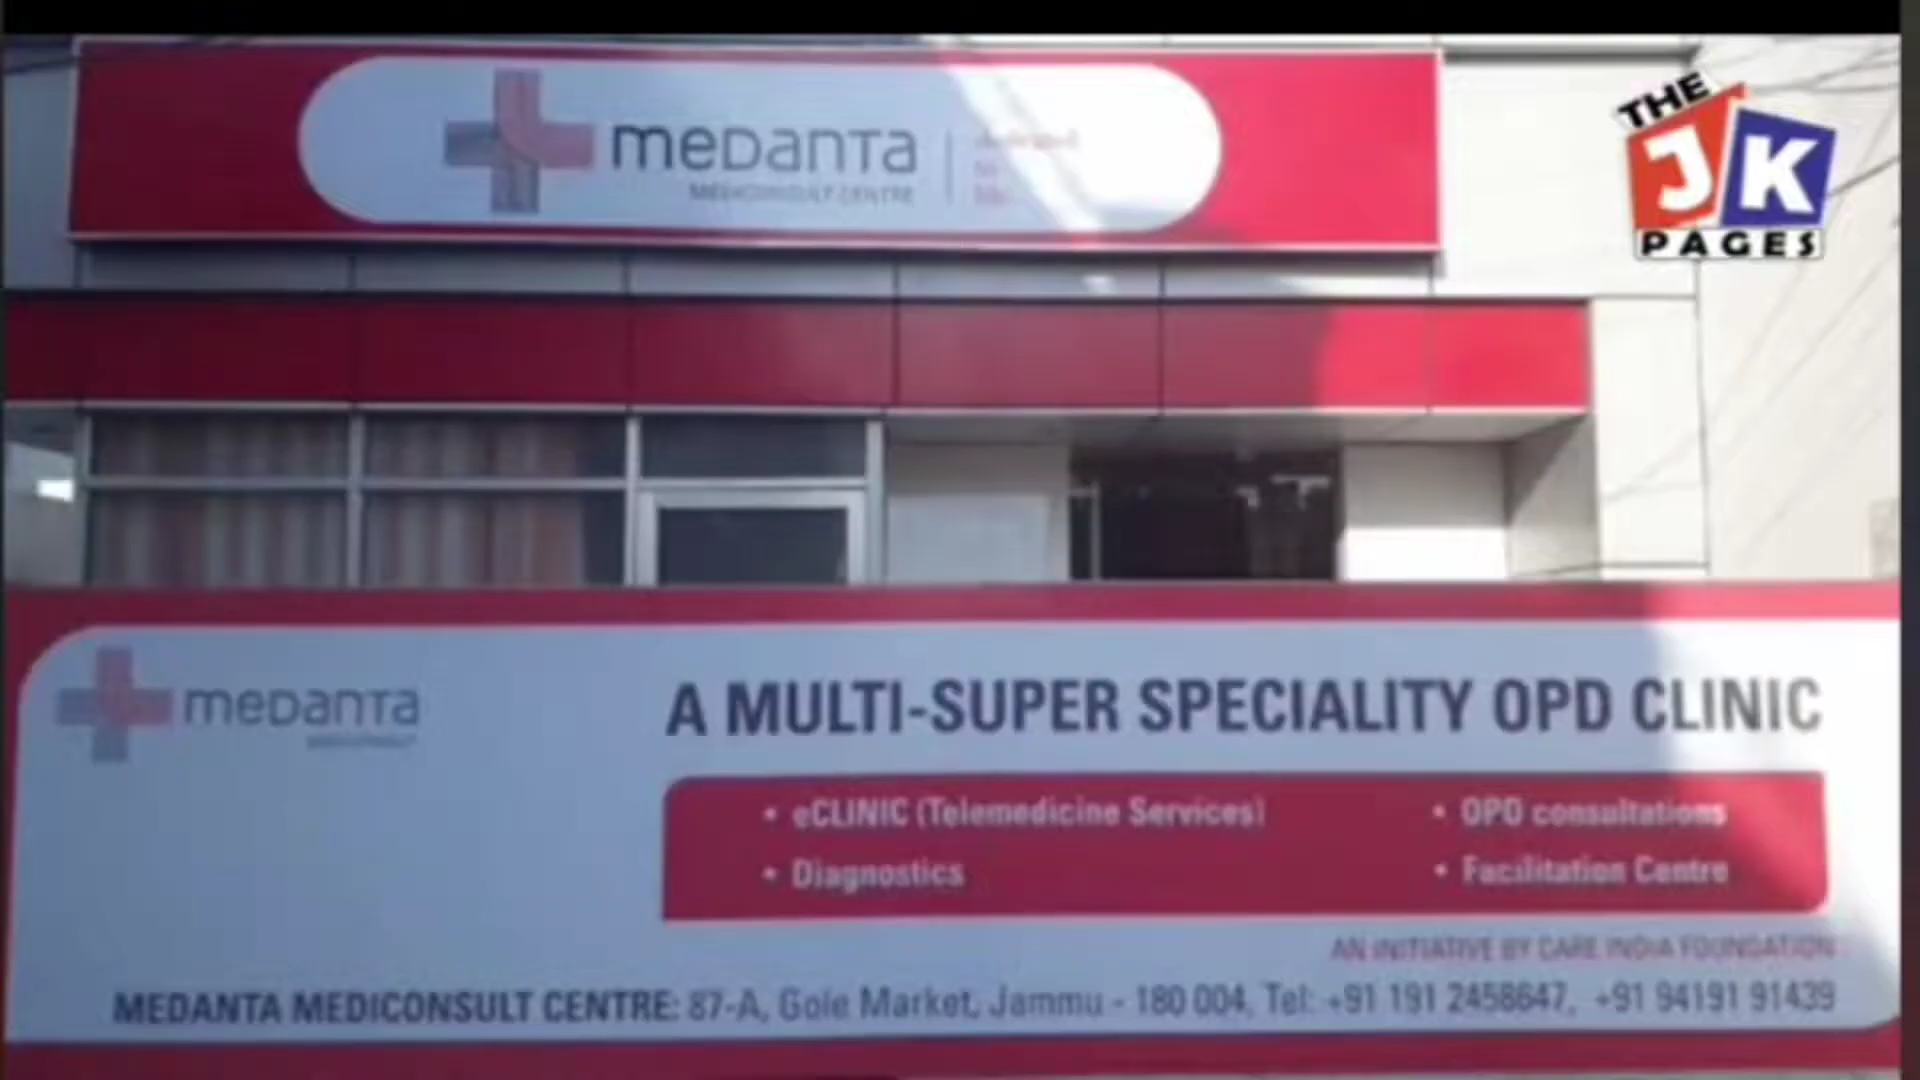 THE
JK
PAGES
medanta
MEDICONSULT CENTRE
medanta
A MULTI-SUPER SPECIALITY OPD CLINIC
• eCLINIC (Telemedicine Services)
• OPD consultations
• Diagnostics
• Facilitation Centre
AN INITIATIVE BY CARE INDIA FOUNDATION
MEDANTA MEDICONSULT CENTRE: 87-A, Gole Market, Jammu - 180 004, Tel: +91 191 2458647, +91 94191 91439